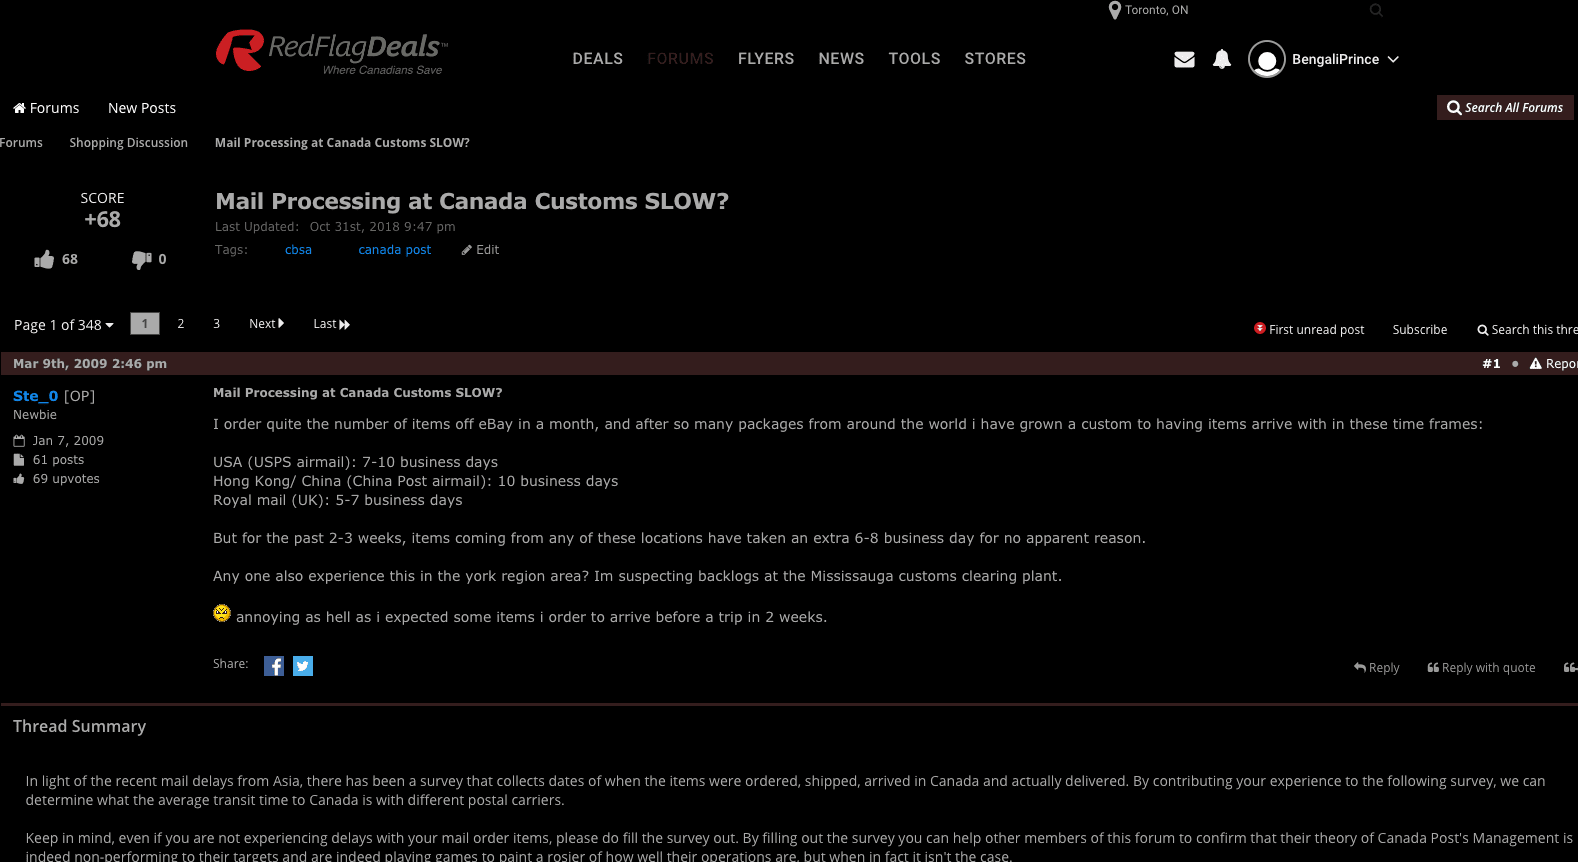 Toronto, ON
RedFlagDeals™
Where Canadians Save
DEALS FORUMS FLYERS NEWS TOOLS STORES
BengaliPrince
Forums New Posts
Search All Forums
Forums Shopping Discussion Mail Processing at Canada Customs SLOW?
SCORE
+68
68 0
Mail Processing at Canada Customs SLOW?
Last Updated: Oct 31st, 2018 9:47 pm
Tags: cbsa canada post Edit
Page 1 of 348 1 2 3 Next Last
First unread post Subscribe Search this thre
Mar 9th, 2009 2:46 pm
#1 • Repor
Ste_0 [OP]
Newbie
Jan 7, 2009
61 posts
69 upvotes
Mail Processing at Canada Customs SLOW?
I order quite the number of items off eBay in a month, and after so many packages from around the world i have grown a custom to having items arrive with in these time frames:
USA (USPS airmail): 7-10 business days
Hong Kong/ China (China Post airmail): 10 business days
Royal mail (UK): 5-7 business days
But for the past 2-3 weeks, items coming from any of these locations have taken an extra 6-8 business day for no apparent reason.
Any one also experience this in the york region area? Im suspecting backlogs at the Mississauga customs clearing plant.
annoying as hell as i expected some items i order to arrive before a trip in 2 weeks.
Share:
Reply Reply with quote
Thread Summary
In light of the recent mail delays from Asia, there has been a survey that collects dates of when the items were ordered, shipped, arrived in Canada and actually delivered. By contributing your experience to the following survey, we can
determine what the average transit time to Canada is with different postal carriers.
Keep in mind, even if you are not experiencing delays with your mail order items, please do fill the survey out. By filling out the survey you can help other members of this forum to confirm that their theory of Canada Post's Management is
indeed non-performing to their targets and are indeed playing games to paint a rosier of how well their operations are, but when in fact it isn't the case.